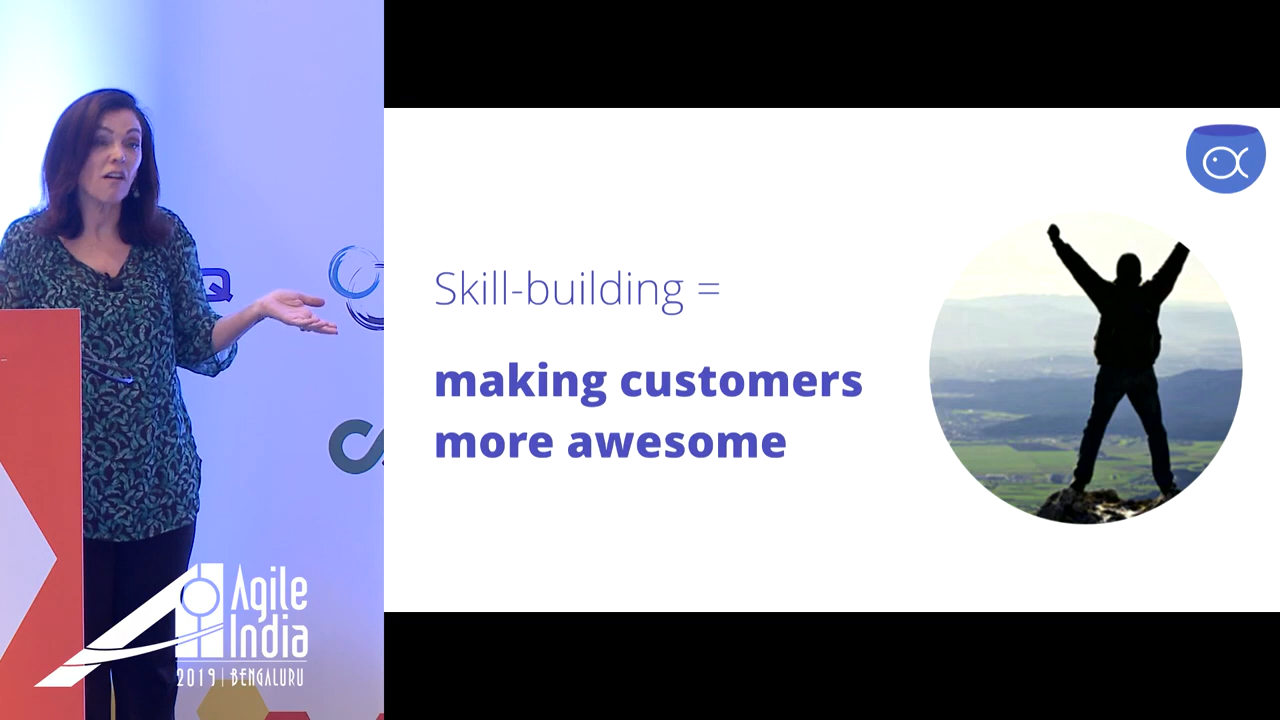 Skill-building =
making customers
more awesome
Q
Agile
India
2019 | BENGALURU